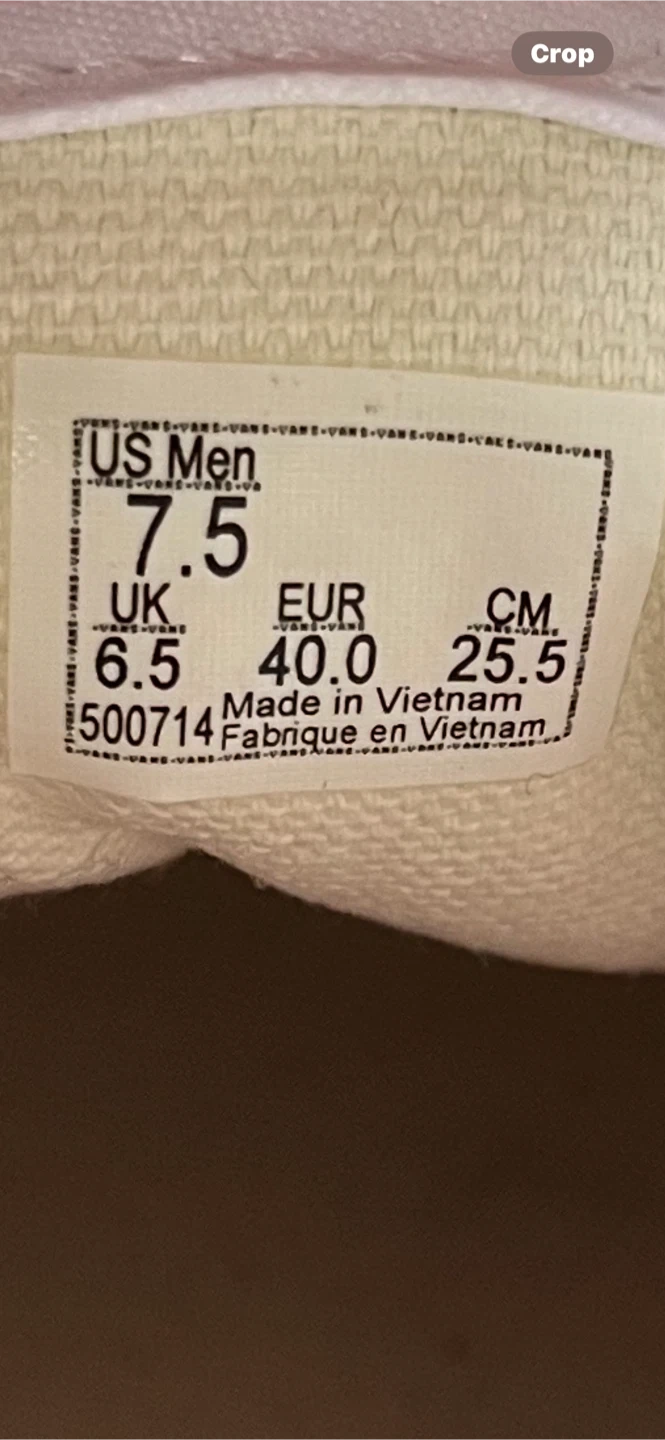 Crop
US Men
7.5
UK EUR CM
6.5 40.0 25.5
500714 Made in Vietnam
Fabrique en Vietnam